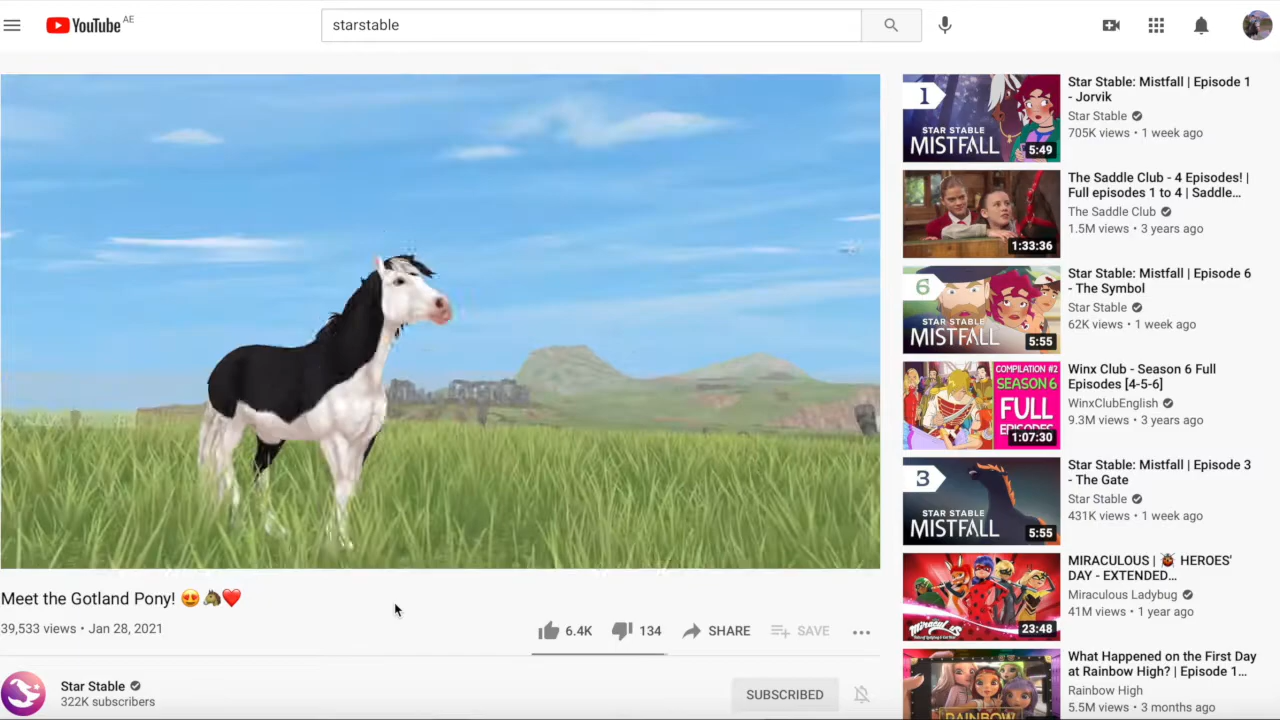 YouTube AE
starstable
Meet the Gotland Pony! 😍🐴❤️
39,533 views • Jan 28, 2021
6.4K
134
SHARE
SAVE
Star Stable
322K subscribers
SUBSCRIBED
1
STAR STABLE
MISTFALL
5:49
Star Stable: Mistfall | Episode 1
- Jorvik
Star Stable
705K views • 1 week ago
1:33:36
The Saddle Club - 4 Episodes! |
Full episodes 1 to 4 | Saddle...
The Saddle Club
1.5M views • 3 years ago
6
STAR STABLE
MISTFALL
5:55
Star Stable: Mistfall | Episode 6
- The Symbol
Star Stable
62K views • 1 week ago
COMPILATION #2
SEASON 6
FULL
EPISODES
1:07:30
Winx Club - Season 6 Full
Episodes [4-5-6]
WinxClubEnglish
9.3M views • 3 years ago
3
STAR STABLE
MISTFALL
5:55
Star Stable: Mistfall | Episode 3
- The Gate
Star Stable
431K views • 1 week ago
Miraculous
23:48
MIRACULOUS | 🐞 HEROES'
DAY - EXTENDED...
Miraculous Ladybug
41M views • 1 year ago
RAINBOW
What Happened on the First Day
at Rainbow High? | Episode 1...
Rainbow High
5.5M views • 3 months ago